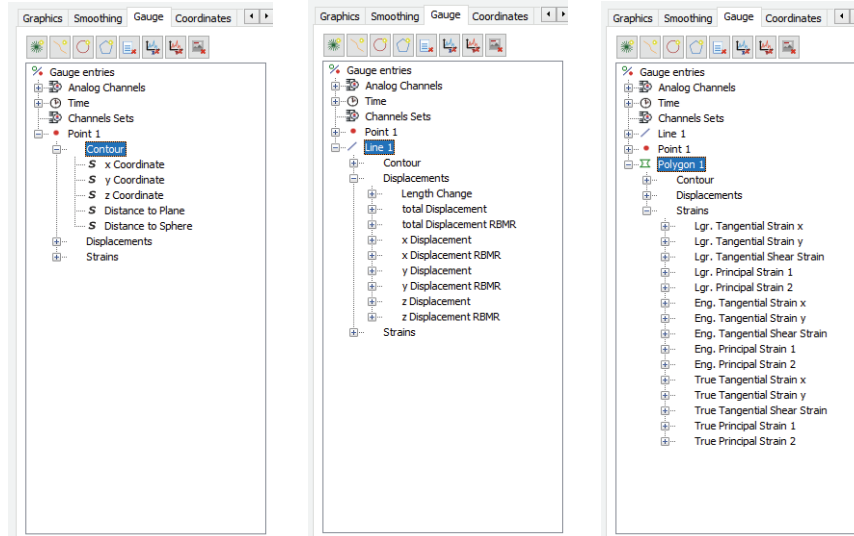 Graphics Smoothing Gauge Coordinates
Gauge entries
Analog Channels
Time
Channels Sets
Point 1
Contour
S x Coordinate
S y Coordinate
S z Coordinate
S Distance to Plane
S Distance to Sphere
Displacements
Strains
Graphics Smoothing Gauge Coordinates
Gauge entries
Analog Channels
Time
Channels Sets
Point 1
Line 1
Contour
Displacements
Length Change
total Displacement
total Displacement RBMR
x Displacement
x Displacement RBMR
y Displacement
y Displacement RBMR
z Displacement
z Displacement RBMR
Strains
Graphics Smoothing Gauge Coordinates
Gauge entries
Analog Channels
Time
Channels Sets
Line 1
Point 1
Polygon 1
Contour
Displacements
Strains
Lgr. Tangential Strain x
Lgr. Tangential Strain y
Lgr. Tangential Shear Strain
Lgr. Principal Strain 1
Lgr. Principal Strain 2
Eng. Tangential Strain x
Eng. Tangential Strain y
Eng. Tangential Shear Strain
Eng. Principal Strain 1
Eng. Principal Strain 2
True Tangential Strain x
True Tangential Strain y
True Tangential Shear Strain
True Principal Strain 1
True Principal Strain 2